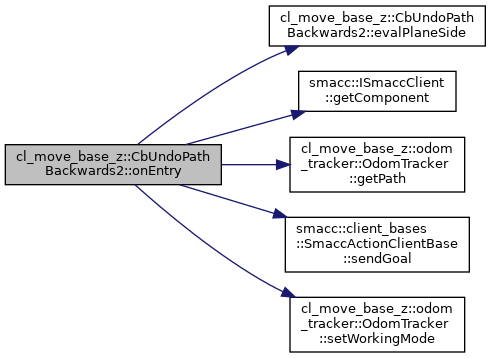 cl_move_base_z::CbUndoPath
Backwards2::onEntry
cl_move_base_z::CbUndoPath
Backwards2::evalPlaneSide
smacc::ISmaccClient
::getComponent
cl_move_base_z::odom
_tracker::OdomTracker
::getPath
smacc::client_bases
::SmaccActionClientBase
::sendGoal
cl_move_base_z::odom
_tracker::OdomTracker
::setWorkingMode